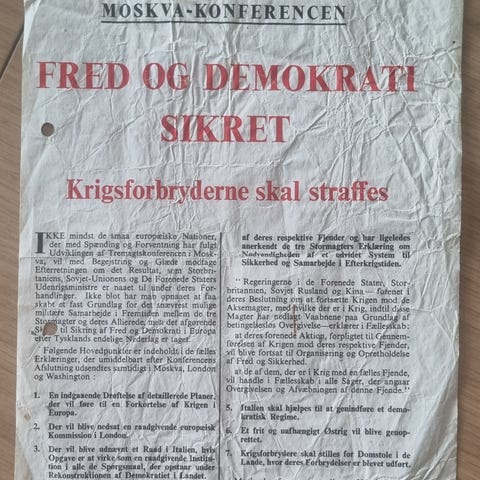 MOSKVA-KONFERENCEN
FRED OG DEMOKRATI
SIKRET
Krigsforbryderne skal straffes
IKKE mindst de smaa europæiske Nationer,
der med Spænding og Forventning har fulgt
Udviklingen af Tremagtskonferencen i Mosk-
va, vil med Begejstring og Glæde modtage
Efterretningen om det Resultat, som Storbri-
taniens, Sovjet-Unionens og De Forenede Staters
Udenrigsministre er naaet til under deres For-
handlinger. Ikke blot har man opnaaet at faa
skabt et fast Grundlag for det snævrest mulige
militære Samarbejde i Fremtiden mellem de tre
Stormagter og deres Allierede, men det afgørende
til Sikring af Fred og Demokrati i Europa
efter Tysklands endelige Nederlag er taget.
Følgende Hovedpunkter er indeholdt i de fælles
Erklæringer, der umiddelbart efter Konferencens
Afslutning udsendtes samtidigt i Moskva, London
og Washington :
1. En indgaaende Drøftelse af detaillerede Planer,
der vil føre til en Forkortelse af Krigen i
Europa.
2. Der vil blive nedsat en raadgivende europæisk
Kommission i London.
3. Der vil blive udnævnt et Raad i Italien, hvis
Opgave er at virke som en raadgivende Institu-
tion i alle de Spørgsmaal, der opstaar under
Rekonstruktionen af Demokratiet i Landet.
af deres respektive Fjender og har ligeledes
anerkendt de tre Stormagters Erklæring om
Nødvendigheden af et udvidet System til
Sikkerhed og Samarbejde i Efterkrigstiden.
" Regeringerne i de Forenede Stater, Stor-
britannien, Sovjet Rusland og Kina — forenet i
deres Beslutning om at fortsætte Krigen mod de
Aksemagter, med hvilke der er i Krig, indtil disse
Magter har nedlagt Vaabnene paa Grundlag af
betingelsesløs Overgivelse—erklærer i Fællesskab:
at deres forenede Aktion, forpligtet til Gennem-
førelsen af Krigen mod deres respektive Fjender,
vil blive fortsat til Organisering og Opretholdelse
af Fred og Sikkerhed.
at de af dem, der er i Krig med en fælles Fjende,
vil handle i Fællesskab i alle Sager, der angaar
Overgivelsen og Afvæbningen af denne Fjende."
5. Italien skal hjælpes til at genindføre et demo-
kratisk Regime.
6. Et frit og uafhængigt Østrig vil blive genop-
rettet.
7. Krigsforbrydere skal stilles for Domstole i de
Lande, hvor deres Forbrydelser er blevet udført.